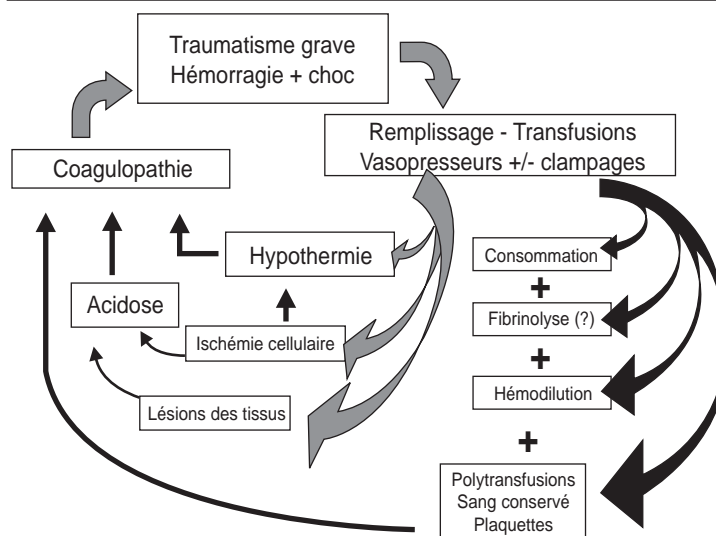 Traumatisme grave
Hémorragie + choc
Remplissage - Transfusions
Vasopresseurs +/- clampages
Coagulopathie
Hypothermie
Consommation
+
Acidose
Fibrinolyse (?)
Ischémie cellulaire
+
Hémodilution
Lésions des tissus
+
Polytransfusions
Sang conservé
Plaquettes